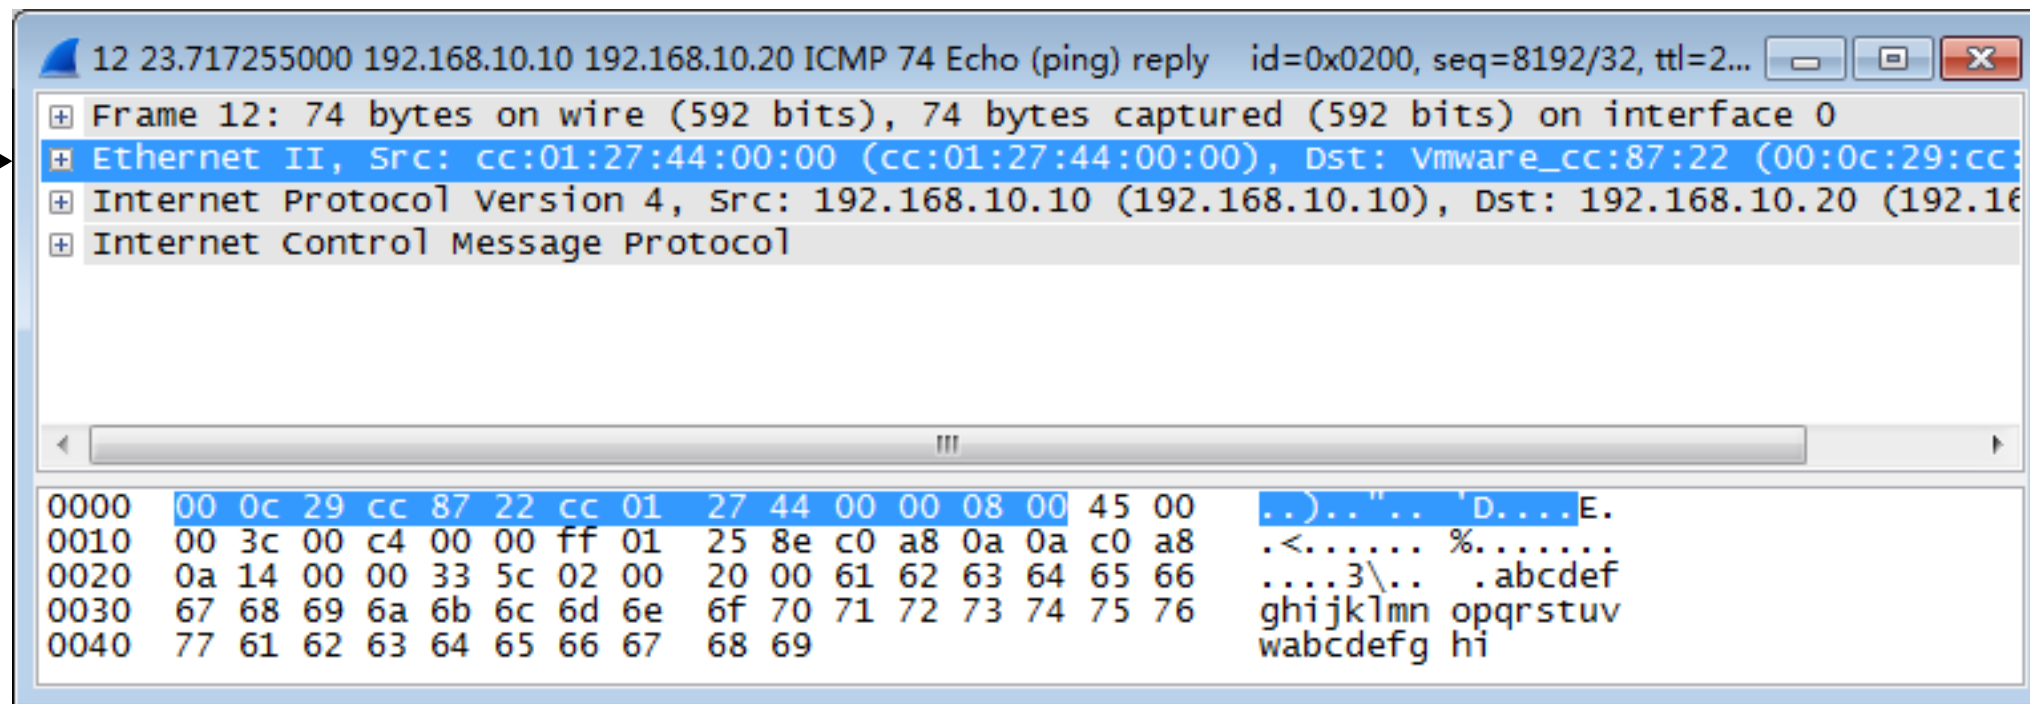 12 23.717255000 192.168.10.10 192.168.10.20 ICMP 74 Echo (ping) reply id=0x0200, seq=8192/32, ttl=2...
Frame 12: 74 bytes on wire (592 bits), 74 bytes captured (592 bits) on interface 0
Ethernet II, Src: cc:01:27:44:00:00 (cc:01:27:44:00:00), Dst: Vmware_cc:87:22 (00:0c:29:cc:
Internet Protocol Version 4, Src: 192.168.10.10 (192.168.10.10), Dst: 192.168.10.20 (192.16
Internet Control Message Protocol
0000 00 0c 29 cc 87 22 cc 01 27 44 00 00 08 00 45 00 ..)..".. 'D....E.
0010 00 3c 00 c4 00 00 ff 01 25 8e c0 a8 0a 0a c0 a8 .<...... %.......
0020 0a 14 00 00 33 5c 02 00 20 00 61 62 63 64 65 66 ....3\.. .abcdef
0030 67 68 69 6a 6b 6c 6d 6e 6f 70 71 72 73 74 75 76 ghijklmn opqrstuv
0040 77 61 62 63 64 65 66 67 68 69 wabcdefg hi